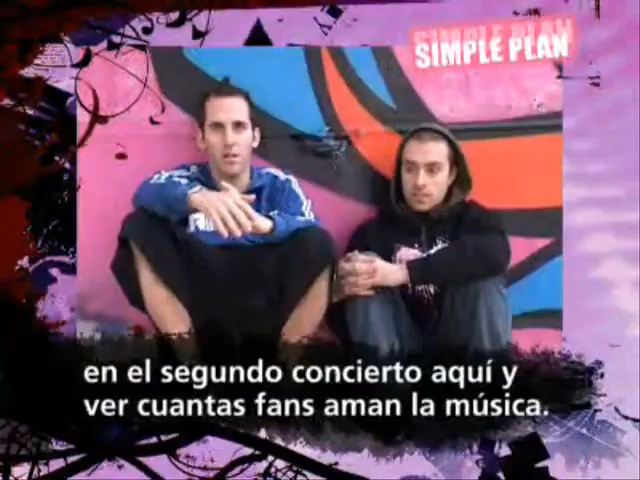 SIMPLE PLAN
en el segundo concierto aquí y
ver cuantas fans aman la música.